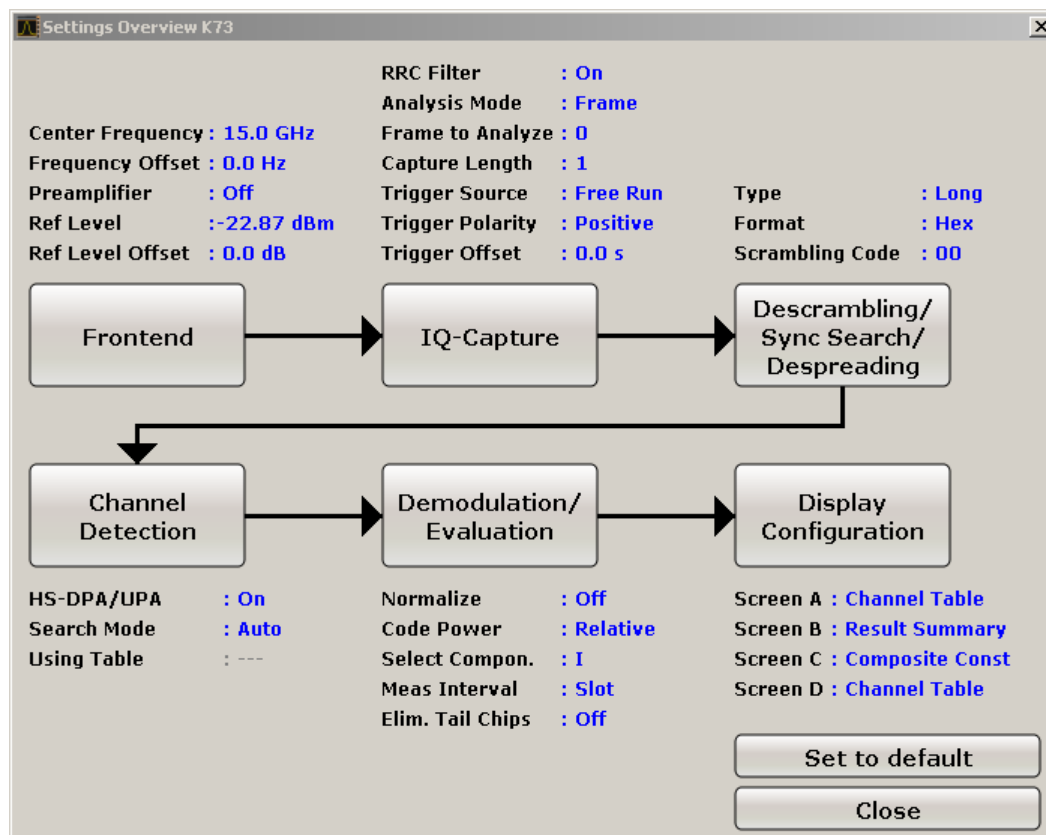 Settings Overview K73
Center Frequency : 15.0 GHz
Frequency Offset : 0.0 Hz
Preamplifier : Off
Ref Level :-22.87 dBm
Ref Level Offset : 0.0 dB
RRC Filter : On
Analysis Mode : Frame
Frame to Analyze : 0
Capture Length : 1
Trigger Source : Free Run
Trigger Polarity : Positive
Trigger Offset : 0.0 s
Type : Long
Format : Hex
Scrambling Code : 00
Frontend
IQ-Capture
Descrambling/
Sync Search/
Despreading
Channel
Detection
Demodulation/
Evaluation
Display
Configuration
HS-DPA/UPA : On
Search Mode : Auto
Using Table : ---
Normalize : Off
Code Power : Relative
Select Compon. : I
Meas Interval : Slot
Elim. Tail Chips : Off
Screen A : Channel Table
Screen B : Result Summary
Screen C : Composite Const
Screen D : Channel Table
Set to default
Close